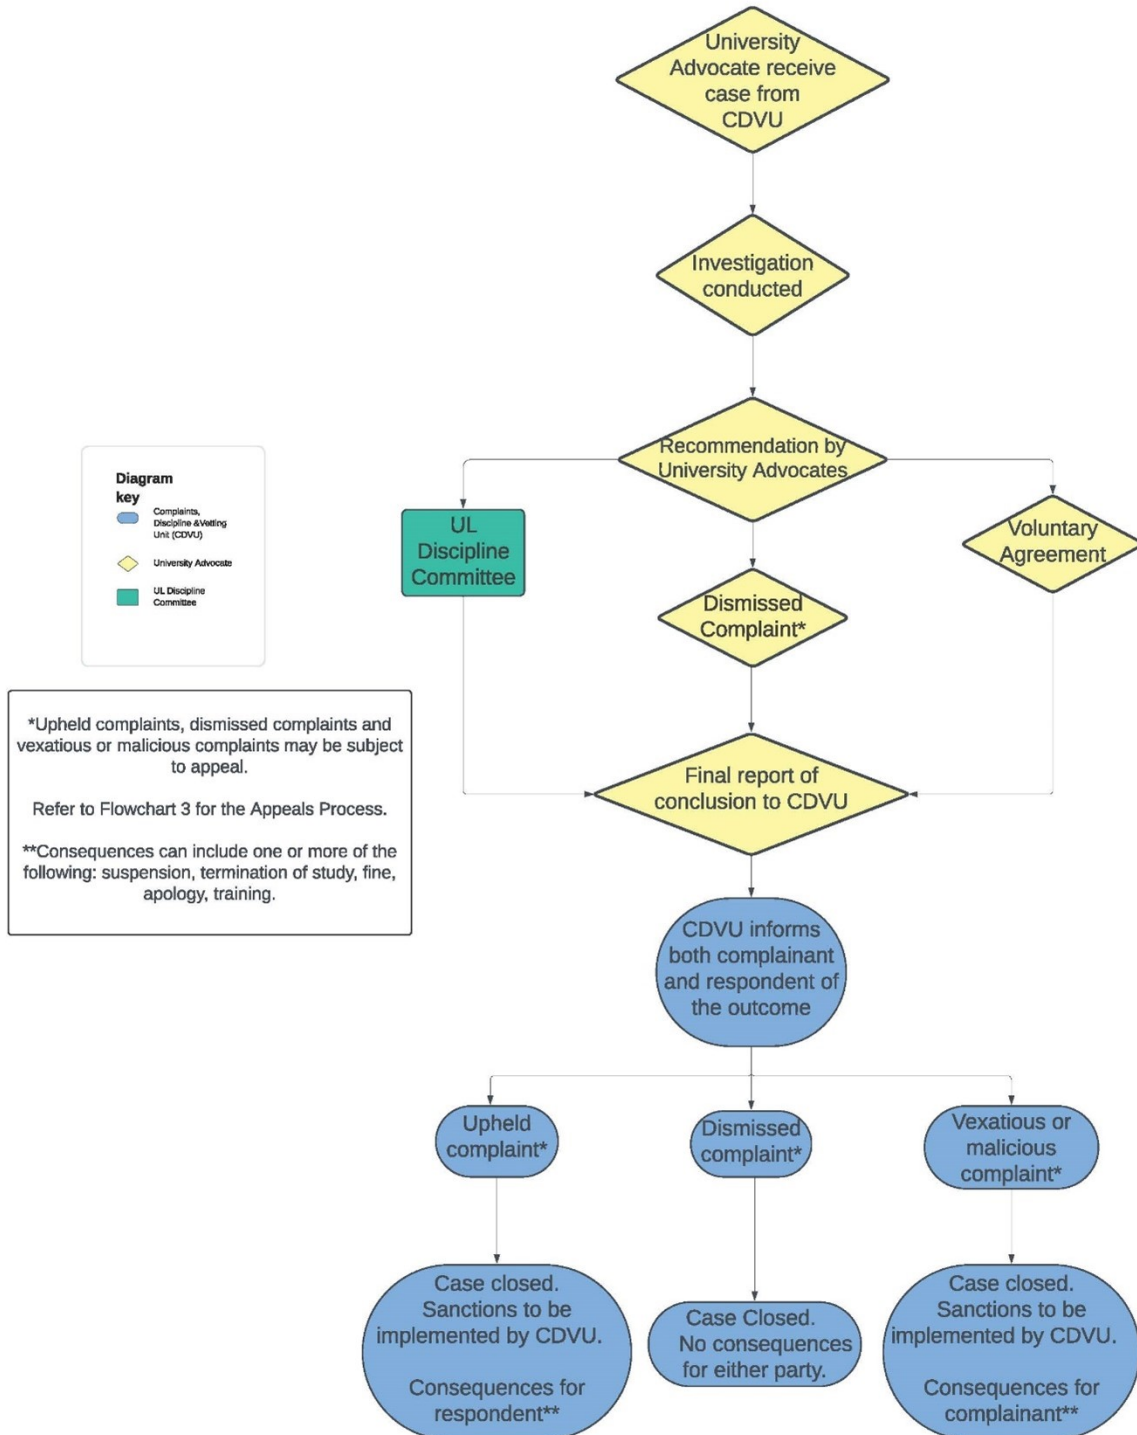 University
Advocate receive
case from
CDVU
Investigation
conducted
Recommendation by
University Advocates
UL
Discipline
Committee
Voluntary
Agreement
Dismissed
Complaint*
Diagram
key
Complaints,
Discipline &Vetting
Unit (CDVU)
University Advocate
UL Discipline
Committee
*Upheld complaints, dismissed complaints and
vexatious or malicious complaints may be subject
to appeal.
Refer to Flowchart 3 for the Appeals Process.
**Consequences can include one or more of the
following: suspension, termination of study, fine,
apology, training.
Final report of
conclusion to CDVU
CDVU informs
both complainant
and respondent of
the outcome
Upheld
complaint*
Dismissed
complaint*
Vexatious or
malicious
complaint*
Case closed.
Sanctions to be
implemented by CDVU.
Consequences for
respondent**
Case Closed.
No consequences
for either party.
Case closed.
Sanctions to be
implemented by CDVU.
Consequences for
complainant**